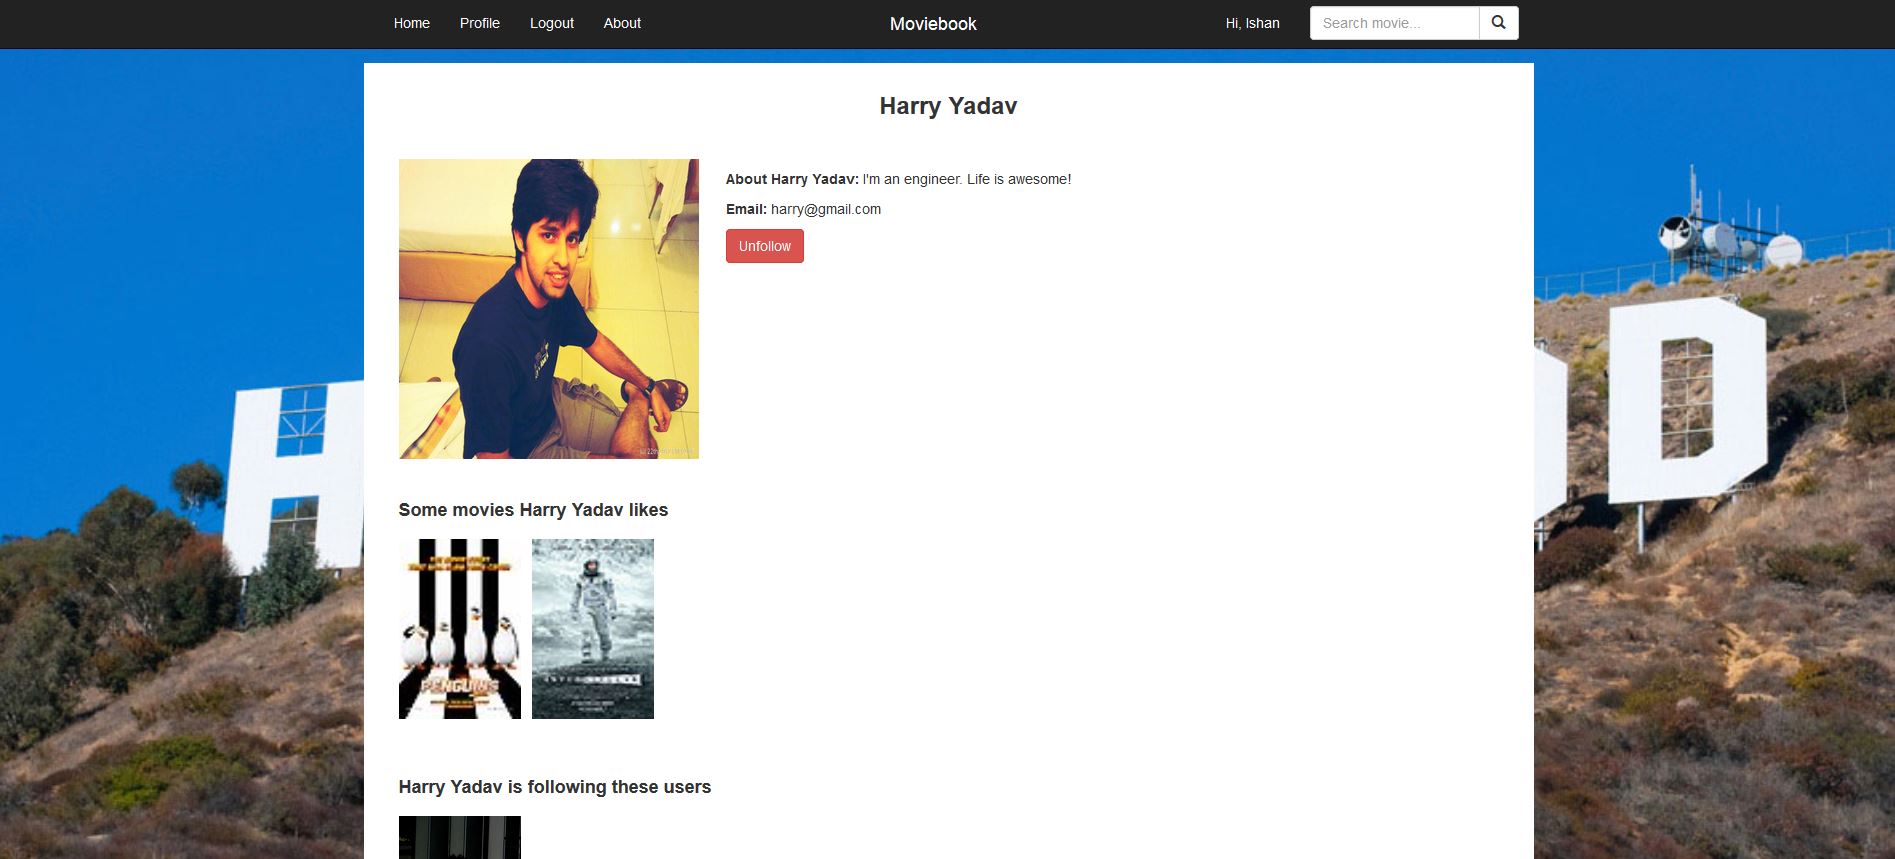 Home Profile Logout About Moviebook Hi, Ishan Search movie...
Harry Yadav
About Harry Yadav: I'm an engineer. Life is awesome!
Email: harry@gmail.com
Unfollow
Some movies Harry Yadav likes
PENGUINS
Harry Yadav is following these users
H D